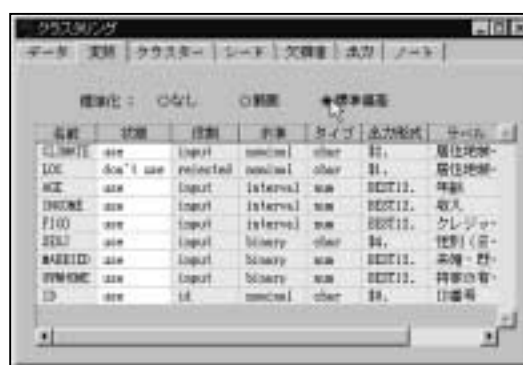 クラスタリング
データ 変数 クラスター シード 欠損値 出力 ノート
標準化： なし 範囲 標準偏差
名前 状態 役割 タイプ 出力形式 ラベル
CLIMATE use input nominal char $1. 居住地域-
LOC don't use rejected nominal char $1. 居住地域-
AGE use input interval num BEST12. 年齢
INCOME use input interval num BEST12. 収入
FICO use input interval num BEST12. クレジッ-
use input binary char $4. 性別（
MARRIED use input binary num BEST12. 未婚・既-
OWNHOME use input binary num BEST12. 持家の有-
ID use id nominal char $8. ID番号